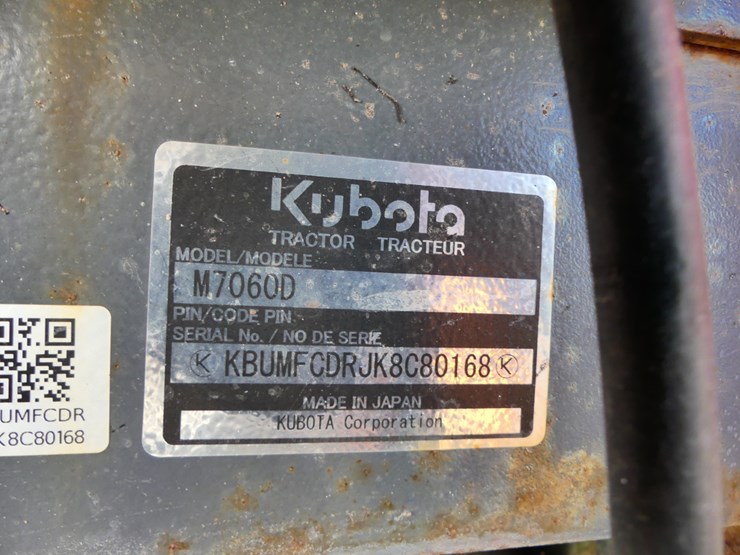 Kubota
TRACTOR TRACTEUR
MODEL/MODELE
M7060D
PIN/CODE PIN
SERIAL No. / NO DE SERIE
K KBUMFCDRJK8C80168 K
MADE IN JAPAN
KUBOTA Corporation
UMFCDR
K8C80168